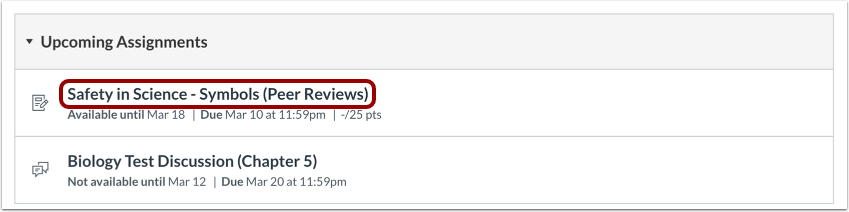 Upcoming Assignments
Safety in Science - Symbols (Peer Reviews)
Available until Mar 18 | Due Mar 10 at 11:59pm | -/25 pts
Biology Test Discussion (Chapter 5)
Not available until Mar 12 | Due Mar 20 at 11:59pm